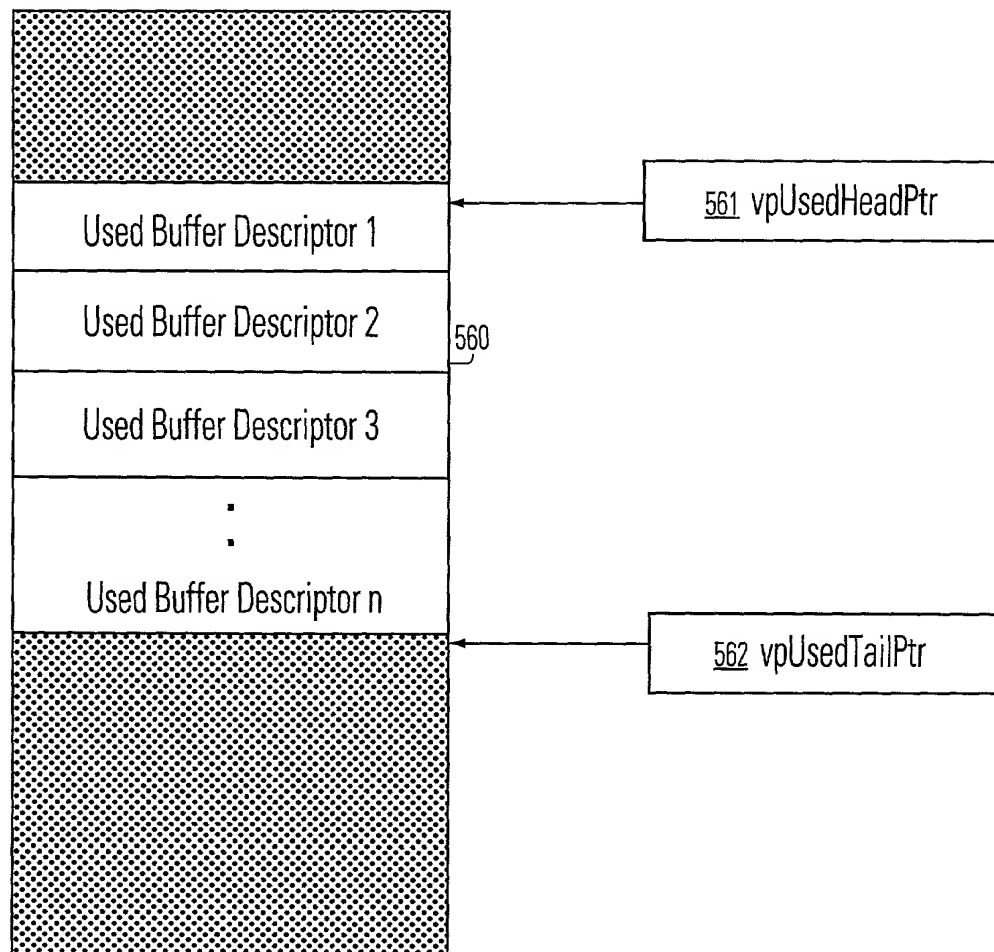 Used Buffer Descriptor 1
561 vpUsedHeadPtr
Used Buffer Descriptor 2
560
Used Buffer Descriptor 3
:
Used Buffer Descriptor n
562 vpUsedTailPtr